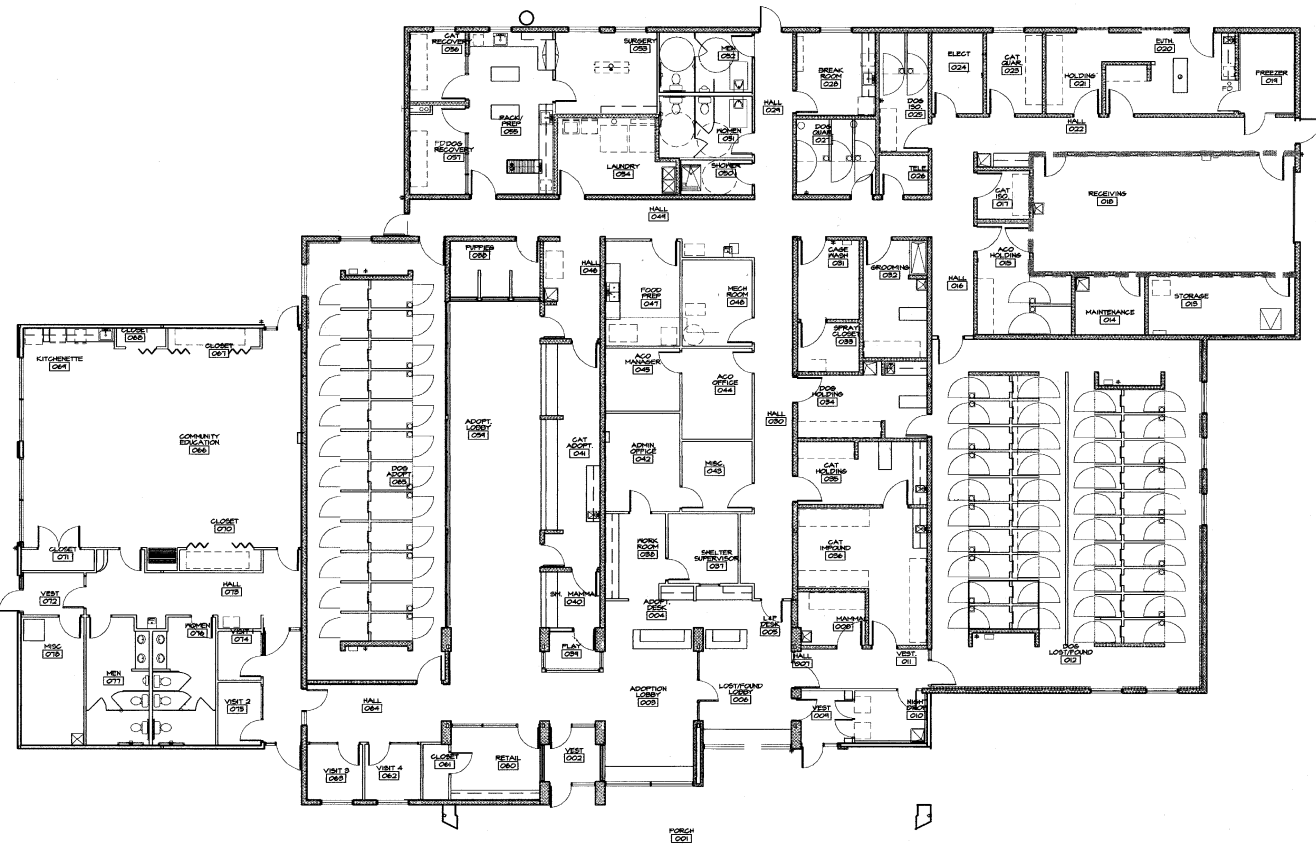 CAT
RECOVERY
056
SURGERY
053
MEN
052
BREAK
ROOM
028
ELECT
024
CAT
QUAR.
023
EUTH.
020
HOLDING
021
FREEZER
019
HALL
029
DOG
ISO.
025
PACK/
PREP
055
DOG
RECOVERY
057
WOMEN
051
DOG
QUAR.
027
HALL
022
LAUNDRY
054
SHOWER
050
TELE.
026
CAT
ISO
017
RECEIVING
018
HALL
049
PUPPIES
058
HALL
046
CAGE
WASH
031
GROOMING
032
ACO
HOLDING
015
FOOD
PREP
047
MECH
ROOM
048
HALL
016
STORAGE
013
MAINTENANCE
014
SPRAY
CLOSET
033
CLOSET
068
CLOSET
067
KITCHENETTE
069
ACO
MANAGER
045
ACO
OFFICE
044
DOG
HOLDING
034
HALL
030
ADOPT.
LOBBY
059
COMMUNITY
EDUCATION
066
CAT
ADOPT.
041
ADMIN.
OFFICE
042
MISC.
043
DOG
ADOPT.
065
CAT
HOLDING
035
CLOSET
070
CLOSET
071
WORK
ROOM
038
SHELTER
SUPERVISOR
037
CAT
IMPOUND
036
VEST
072
HALL
073
SM. MAMMAL
040
ADOPT.
DESK
004
L&F
DESK
005
MAMMAL
008
MISC
078
WOMEN
076
VISIT 1
074
PLAY
039
HALL
007
VEST.
011
DOG
LOST/FOUND
012
MEN
077
VISIT 2
075
HALL
064
ADOPTION
LOBBY
003
LOST/FOUND
LOBBY
006
VEST
009
NIGHT
DROP
010
VISIT 3
063
VISIT 4
062
CLOSET
061
RETAIL
060
VEST
002
PORCH
001